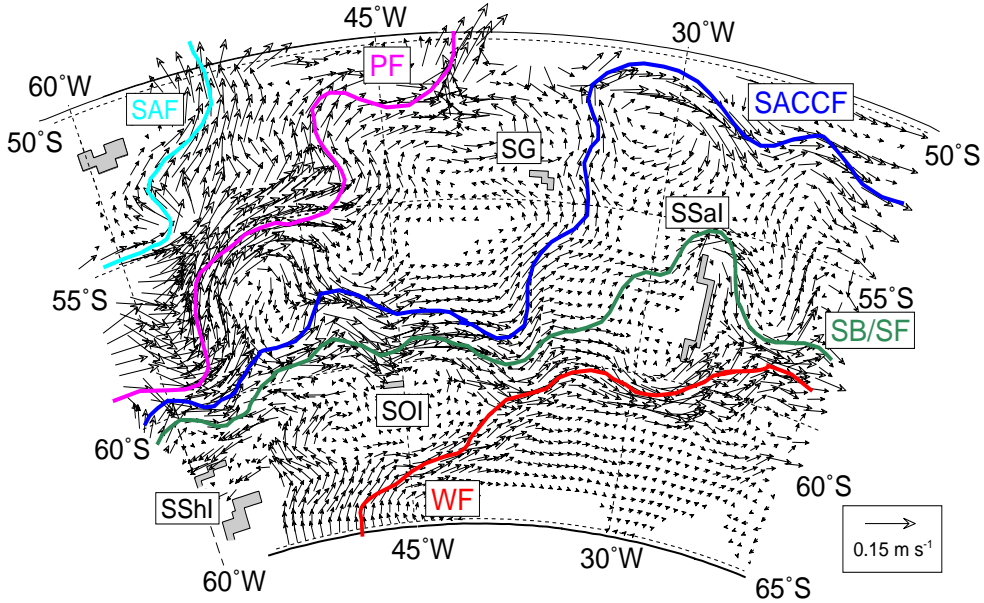 45˚W
30˚W
60˚W
PF
SAF
SACCF
50˚S
SG
50˚S
SSaI
55˚S
55˚S
SB/SF
SOI
60˚S
60˚S
SShI
WF
0.15 m s-1
45˚W
30˚W
60˚W
65˚S